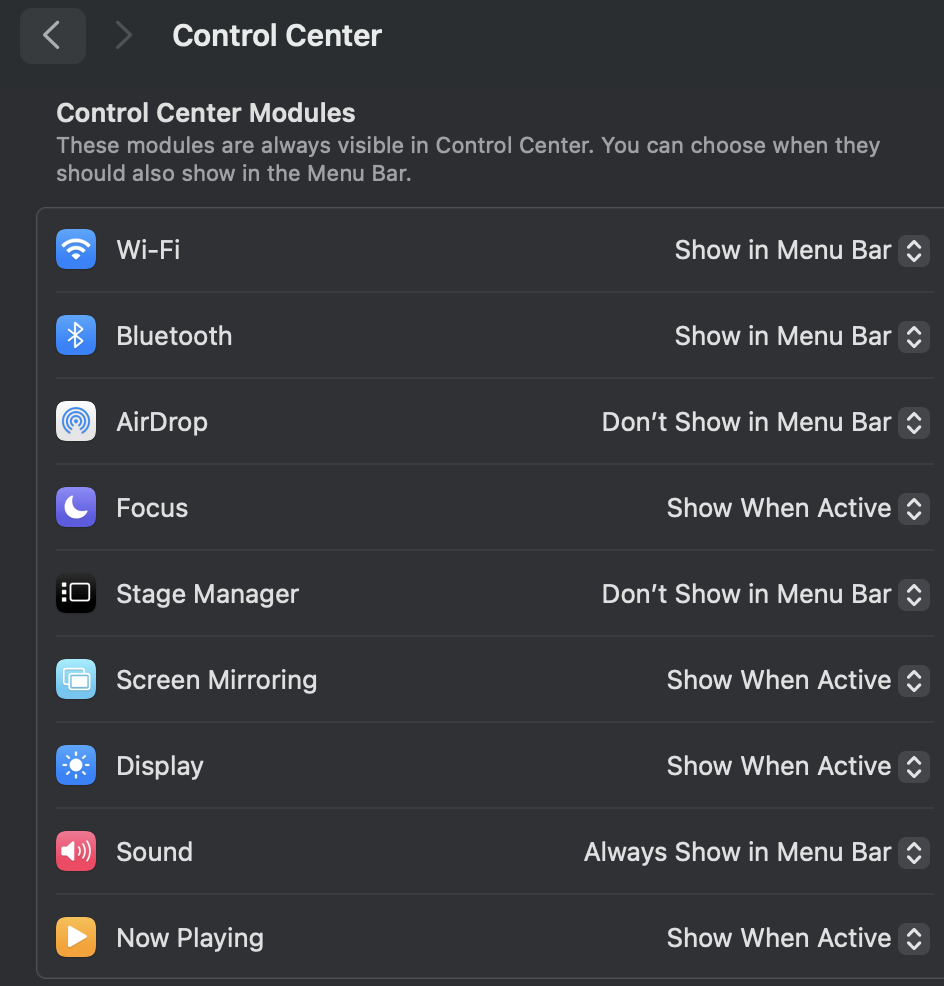 Control Center
Control Center Modules
These modules are always visible in Control Center. You can choose when they
should also show in the Menu Bar.
Wi-Fi Show in Menu Bar
Bluetooth Show in Menu Bar
AirDrop Don’t Show in Menu Bar
Focus Show When Active
Stage Manager Don’t Show in Menu Bar
Screen Mirroring Show When Active
Display Show When Active
Sound Always Show in Menu Bar
Now Playing Show When Active